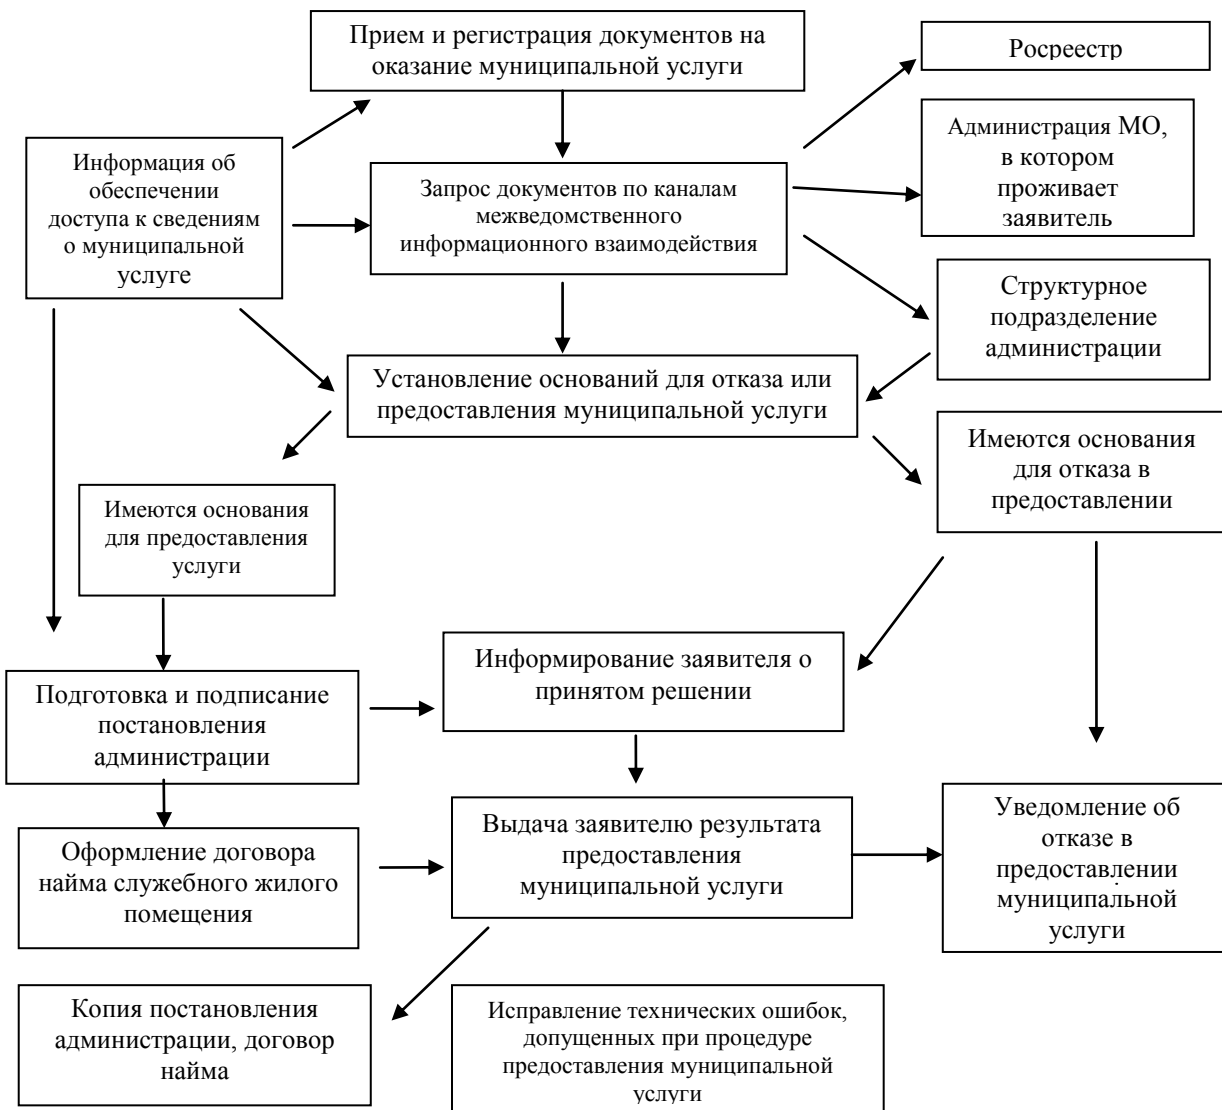 Прием и регистрация документов на
оказание муниципальной услуги
Росреестр
Администрация МО,
в котором
проживает
заявитель
Информация об
обеспечении
доступа к сведениям
о муниципальной
услуге
Запрос документов по каналам
межведомственного
информационного взаимодействия
Структурное
подразделение
администрации
Установление оснований для отказа или
предоставления муниципальной услуги
Имеются основания
для отказа в
предоставлении
Имеются основания
для предоставления
услуги
Информирование заявителя о
принятом решении
Подготовка и подписание
постановления
администрации
Выдача заявителю результата
предоставления
муниципальной услуги
Уведомление об
отказе в
предоставлении
муниципальной
услуги
Оформление договора
найма служебного жилого
помещения
Копия постановления
администрации, договор
найма
Исправление технических ошибок,
допущенных при процедуре
предоставления муниципальной
услуги